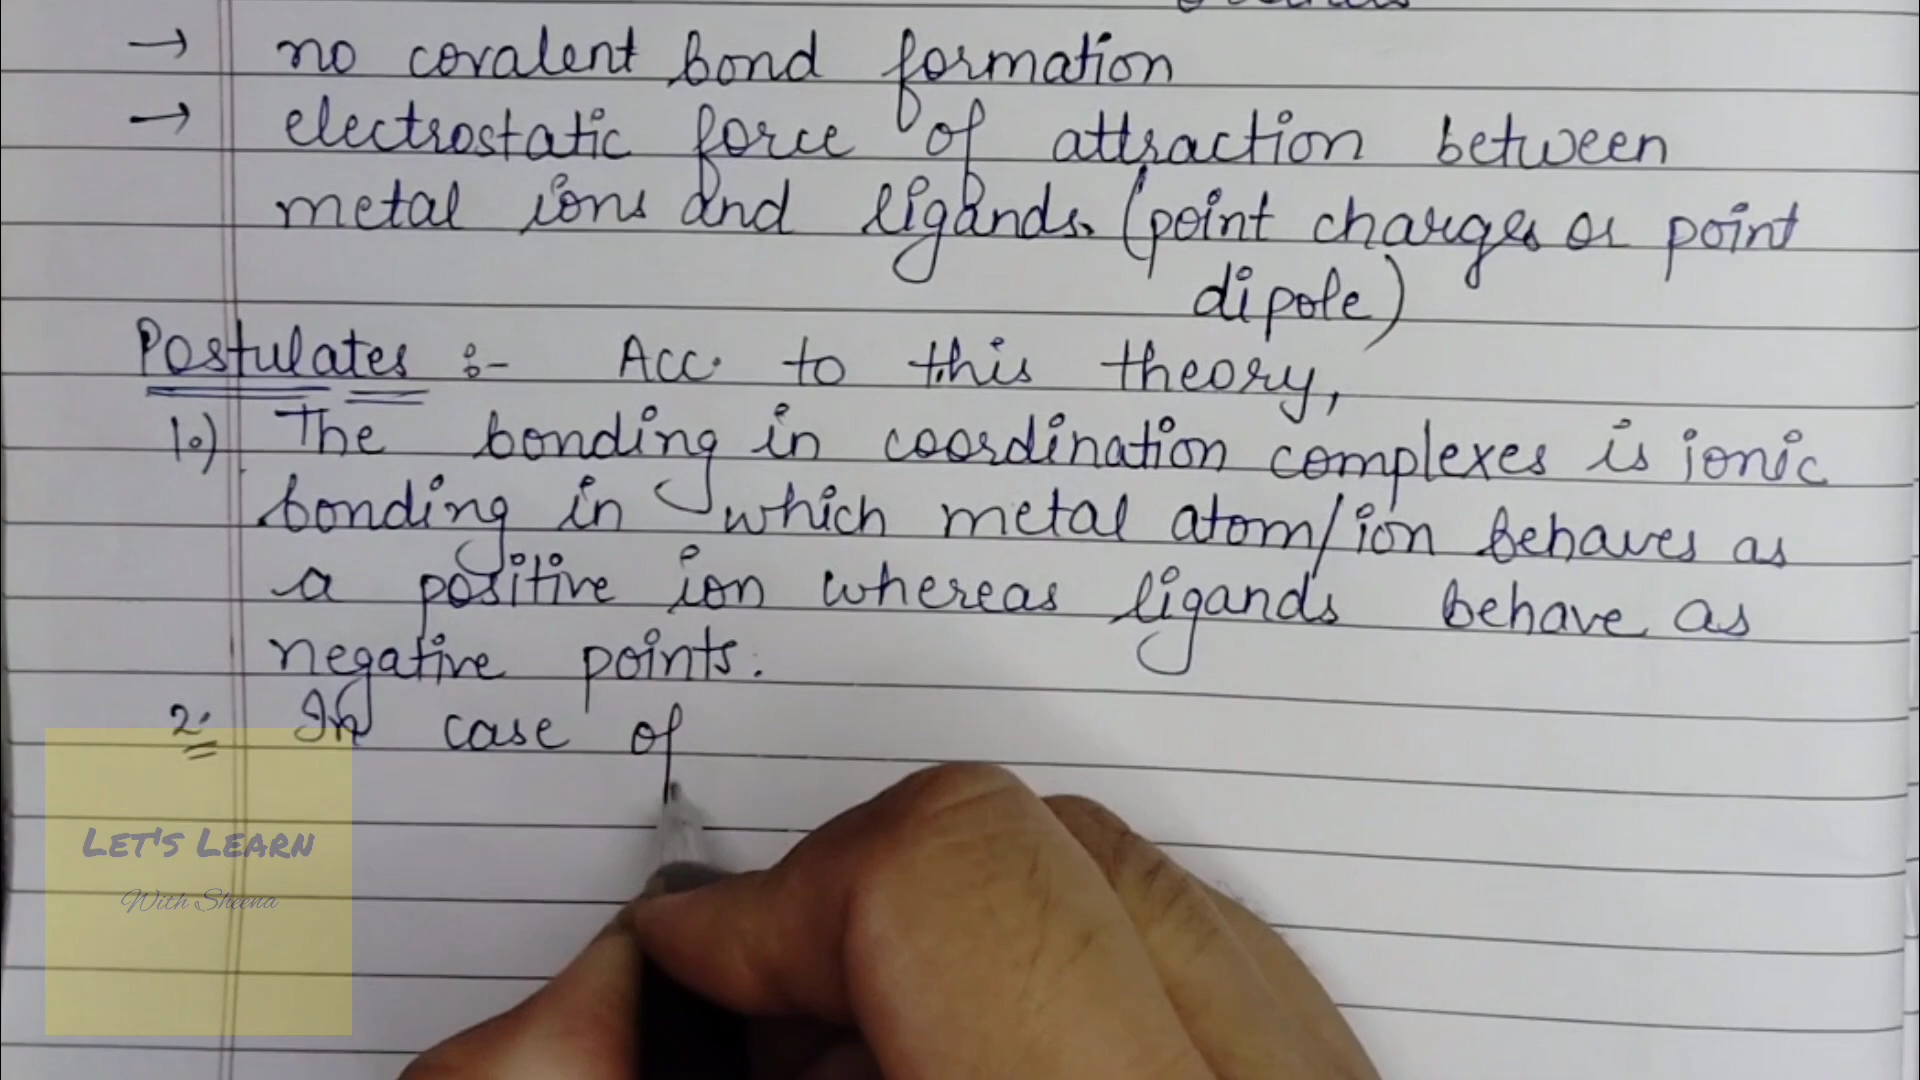 → no covalent bond formation
→ electrostatic force of attraction between
metal ions and ligands. (point charges or point
dipole)
Postulates :- Acc. to this theory,
1.) The bonding in coordination complexes is ionic
bonding in which metal atom/ion behaves as
a positive ion whereas ligands behave as
negative points.
2. In case of
LET'S LEARN
With Sheena